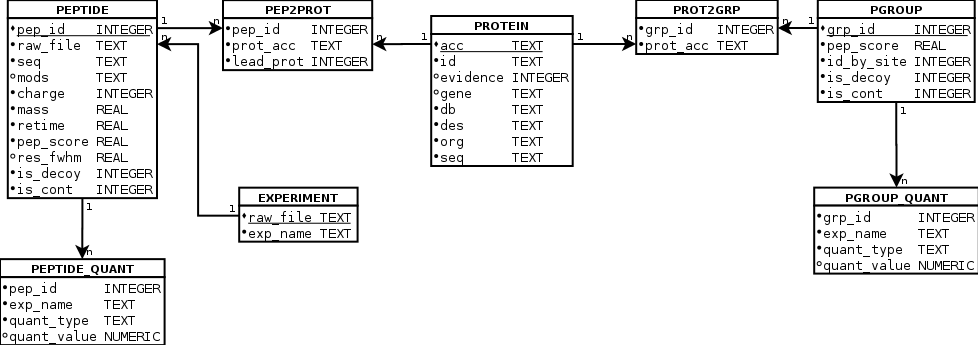 PEPTIDE
pep_id INTEGER
raw_file TEXT
seq TEXT
mods TEXT
charge INTEGER
mass REAL
retime REAL
pep_score REAL
res_fwhm REAL
is_decoy INTEGER
is_cont INTEGER
1
n
PEP2PROT
pep_id INTEGER
prot_acc TEXT
lead_prot INTEGER
n
1
PROTEIN
acc TEXT
id TEXT
evidence INTEGER
gene TEXT
db TEXT
des TEXT
org TEXT
seq TEXT
1
n
PROT2GRP
grp_id INTEGER
prot_acc TEXT
n
1
PGROUP
grp_id INTEGER
pep_score REAL
id_by_site INTEGER
is_decoy INTEGER
is_cont INTEGER
n
1
EXPERIMENT
raw_file TEXT
exp_name TEXT
1
n
PGROUP_QUANT
grp_id INTEGER
exp_name TEXT
quant_type TEXT
quant_value NUMERIC
1
n
PEPTIDE_QUANT
pep_id INTEGER
exp_name TEXT
quant_type TEXT
quant_value NUMERIC